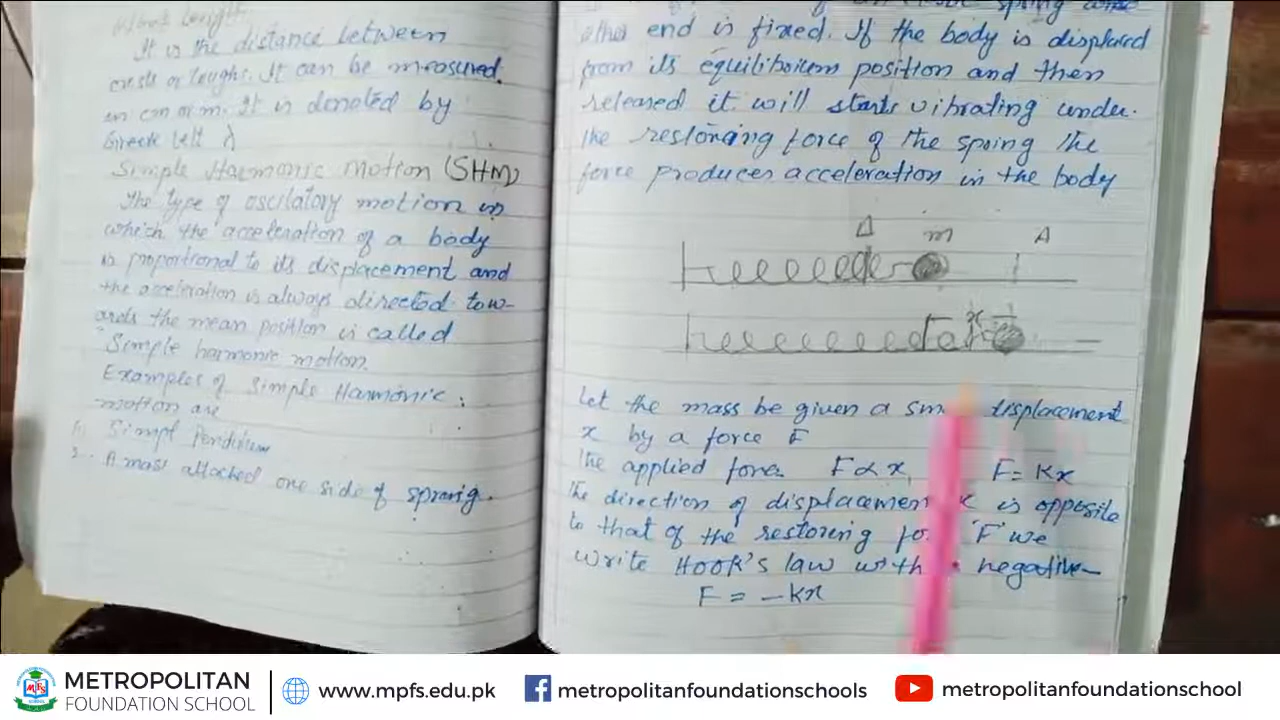 It is the distance between
crests or toughs. It can be measured.
in cm or m. It is donoted by
Greek lett λ
Simple Harmonic Motion (SHM)
The type of oscilatory motion in
which the acceleration of a body
is proportional to its displacement and
the acceleration is always directed tow-
ards the mean position is called
Simple harmonic motion.
Examples of Simple Harmonic
motion are
Simpl Pendulum
2. A mass attached one side of spring.
other end is fixed. If the body is displaced
from its equilibrium position and then
released it will starts vibrating under.
the restoring force of the spring the
force produces acceleration in the body
m A
x
Let the mass be given a displacement
x by a force F
The applied force F∝x, F=Kx
the direction of displacement x is opposite
to that of the restoring 'F' we
write Hook's law with negative
F = -Kx
METROPOLITAN
FOUNDATION SCHOOL
www.mpfs.edu.pk
metropolitanfoundationschools
metropolitanfoundationschool